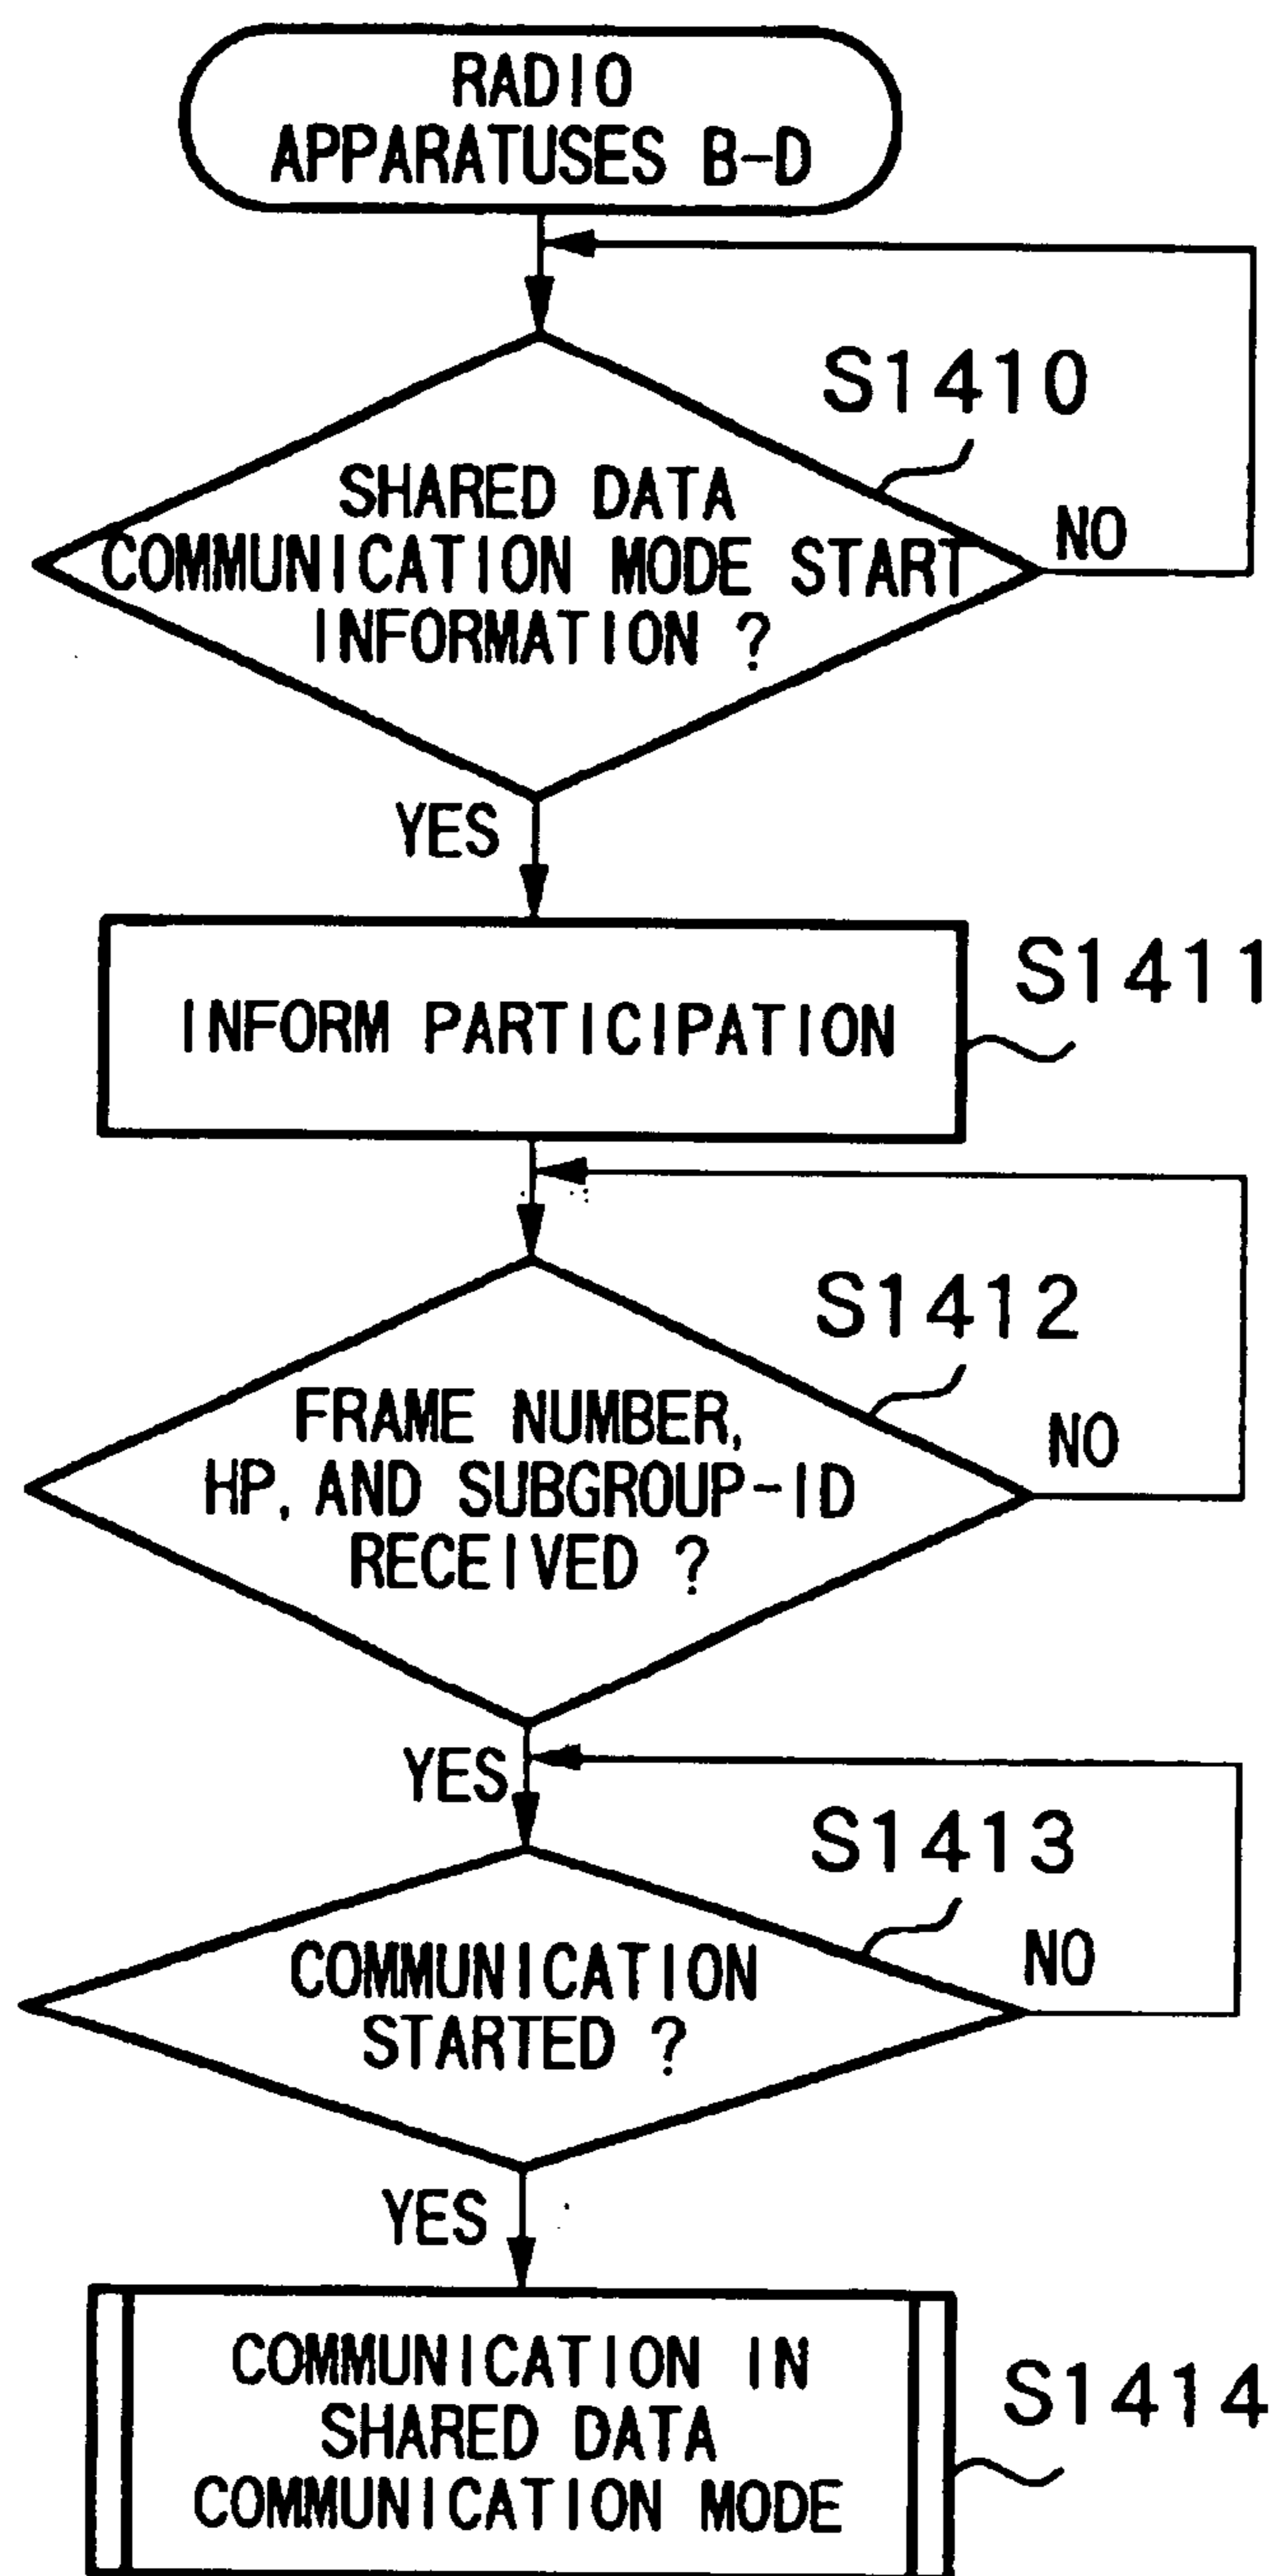 RADIO
APPARATUSES B-D
S1410
SHARED DATA
COMMUNICATION MODE START
INFORMATION ?
NO
YES
INFORM PARTICIPATION
S1411
S1412
FRAME NUMBER,
HP, AND SUBGROUP-ID
RECEIVED ?
NO
YES
S1413
COMMUNICATION
STARTED ?
NO
YES
COMMUNICATION IN
SHARED DATA
COMMUNICATION MODE
S1414